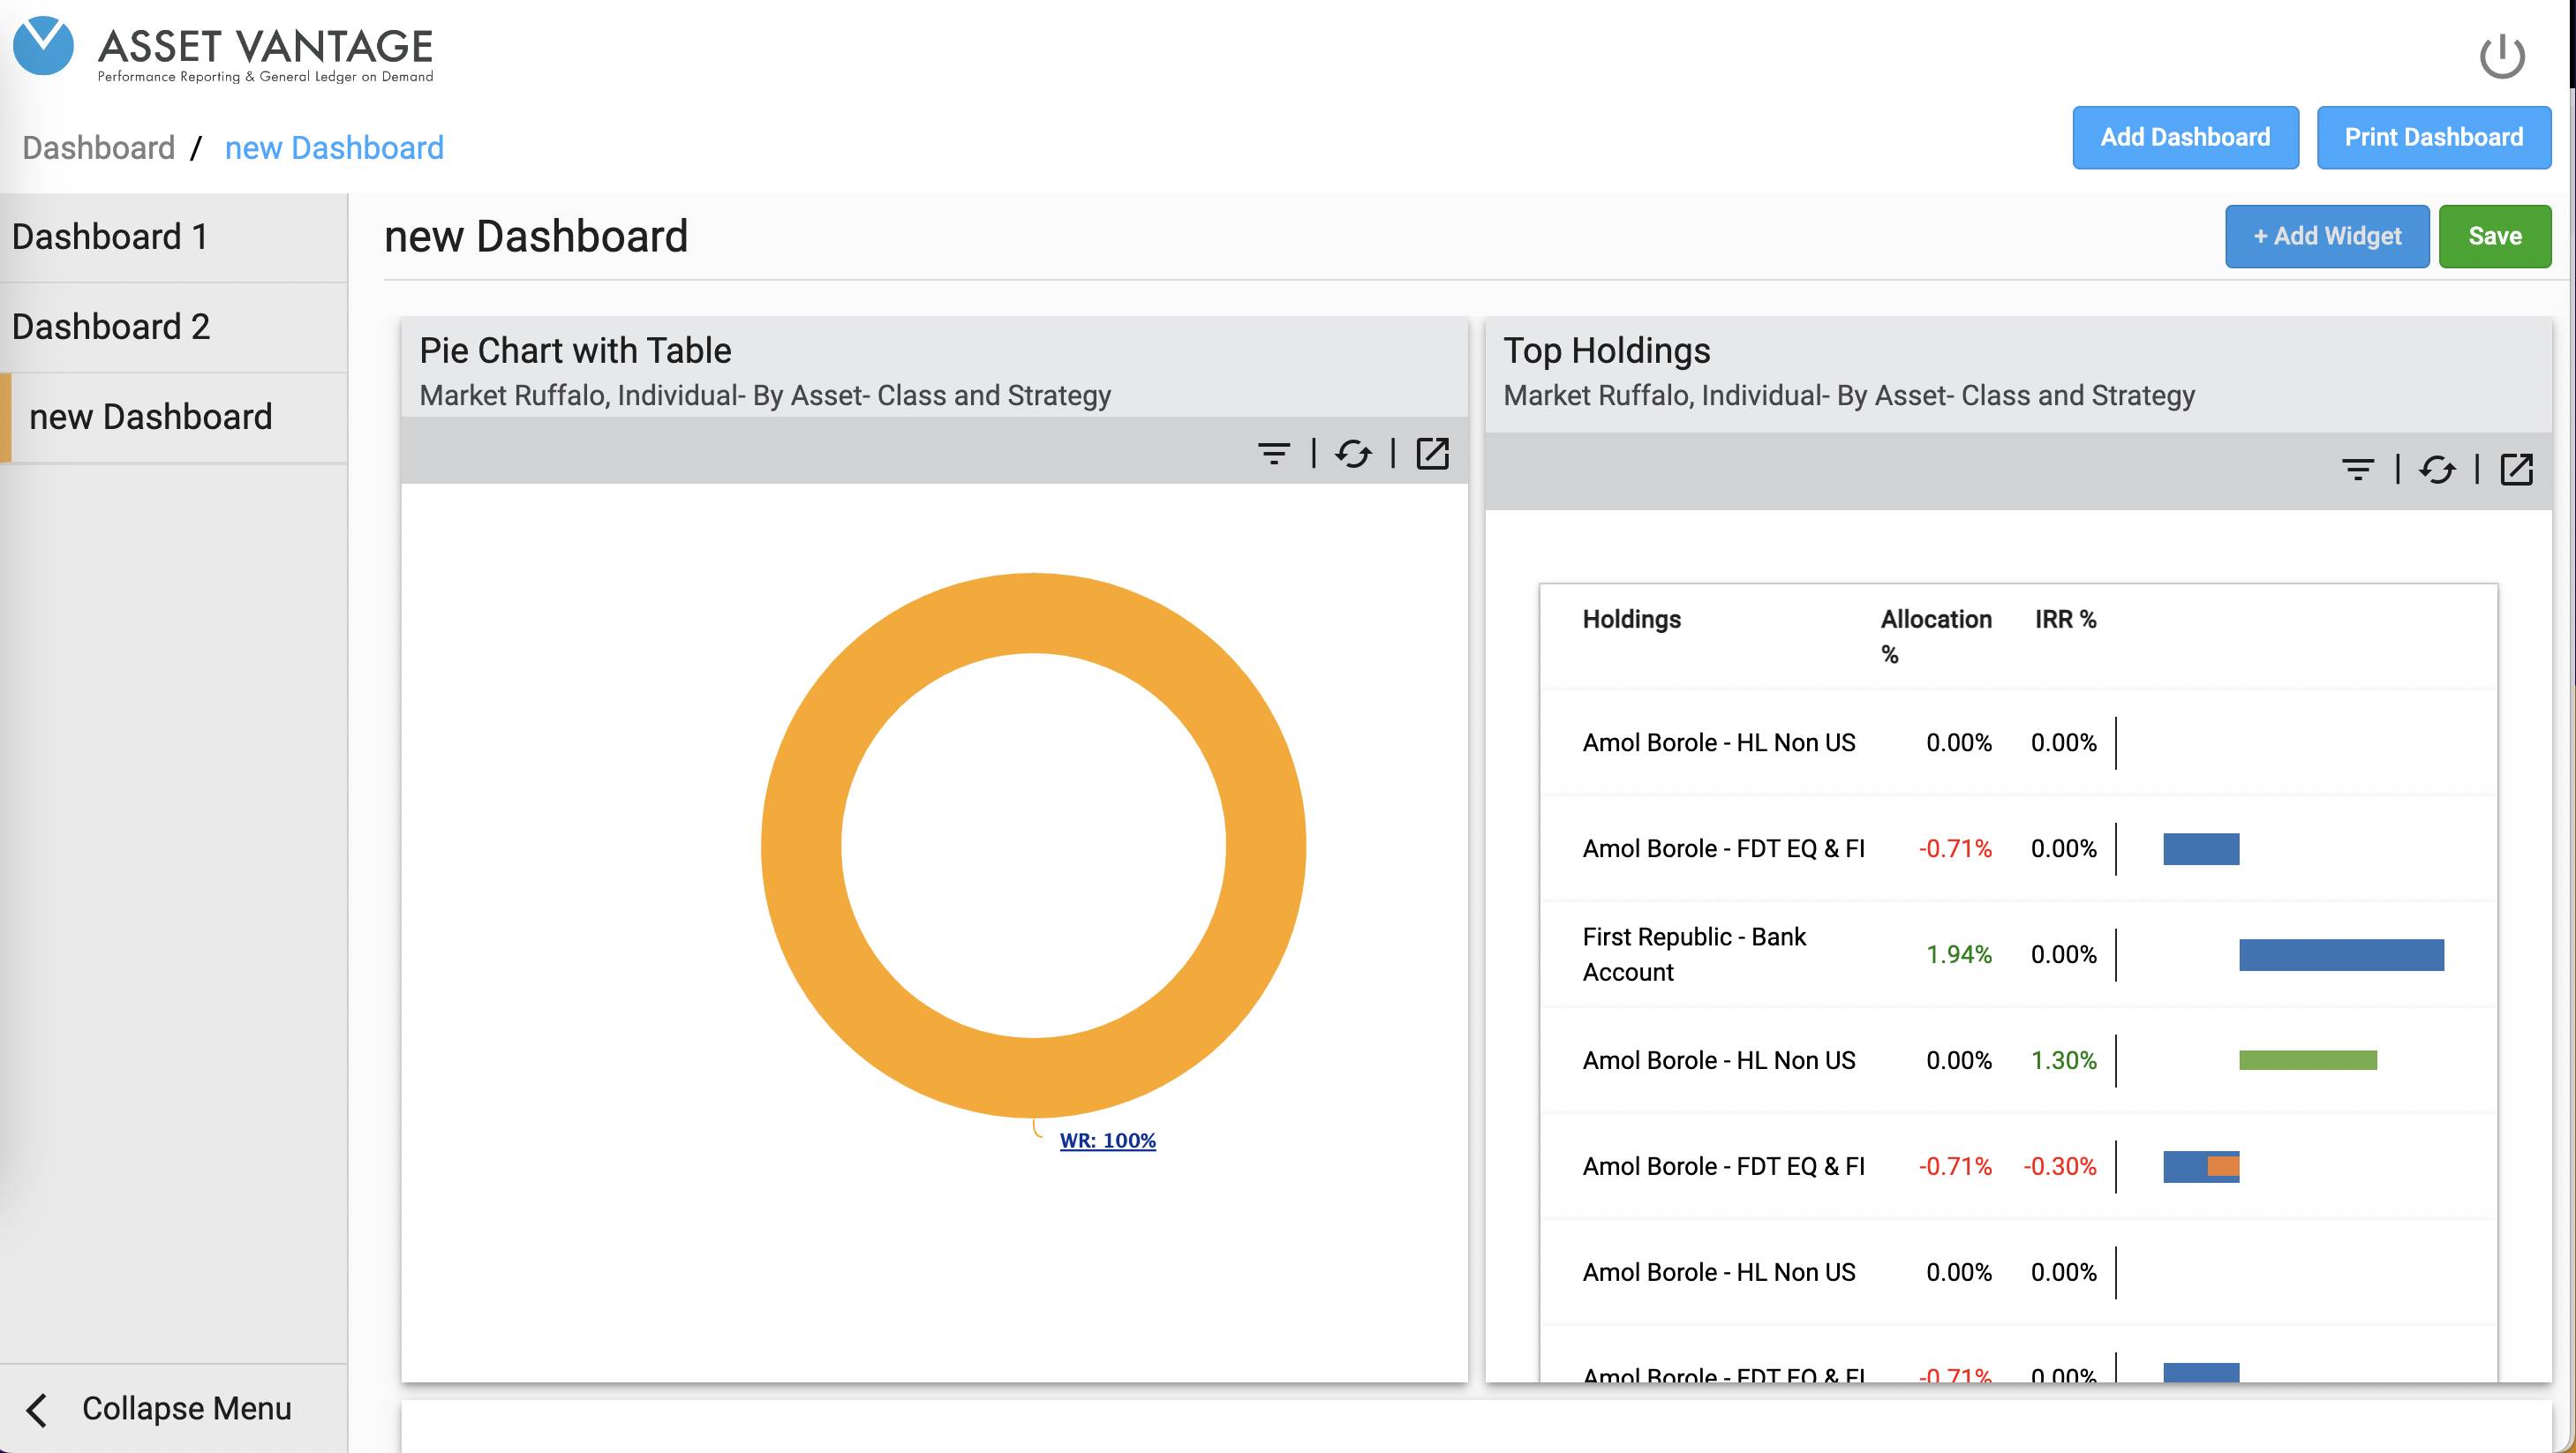 ASSET VANTAGE
Performance Reporting & General Ledger on Demand
Dashboard / new Dashboard
Add Dashboard
Print Dashboard
Dashboard 1
Dashboard 2
new Dashboard
Collapse Menu
new Dashboard
+ Add Widget
Save
Pie Chart with Table
Market Ruffalo, Individual- By Asset- Class and Strategy
WR: 100%
Top Holdings
Market Ruffalo, Individual- By Asset- Class and Strategy
Holdings Allocation IRR %
%
Amol Borole - HL Non US 0.00% 0.00%
Amol Borole - FDT EQ & FI -0.71% 0.00%
First Republic - Bank
Account 1.94% 0.00%
Amol Borole - HL Non US 0.00% 1.30%
Amol Borole - FDT EQ & FI -0.71% -0.30%
Amol Borole - HL Non US 0.00% 0.00%
Amol Borole - FDT EQ & FI -0.71% 0.00%